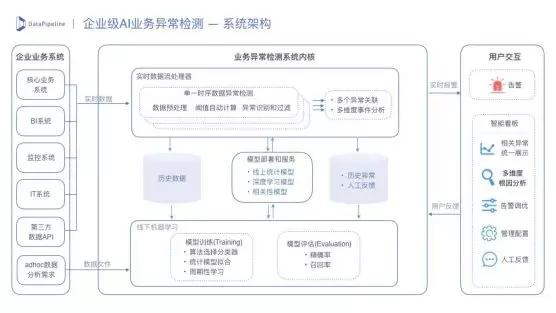 DataPipeline
企业级AI业务异常检测 — 系统架构
企业业务系统
核心业务
系统
BI系统
监控系统
IT系统
第三方
数据API
adhoc数据
分析需求
实时数据
数据文件
业务异常检测系统内核
实时数据流处理器
单一时序数据异常检测
数据预处理 阈值自动计算 异常识别和过滤
• 多个异常关联
• 多维度事件分析
历史数据
模型部署和服务
• 线上统计模型
• 深度学习模型
• 相关性模型
• 历史异常
• 人工反馈
线下机器学习
模型训练(Training)
• 算法选择分类器
• 统计模型拟合
• 周期性学习
模型评估(Evaluation)
• 精确率
• 召回率
实时报警
用户反馈
用户交互
告警
智能看板
相关异常
统一展示
多维度
根因分析
告警调优
管理配置
人工反馈